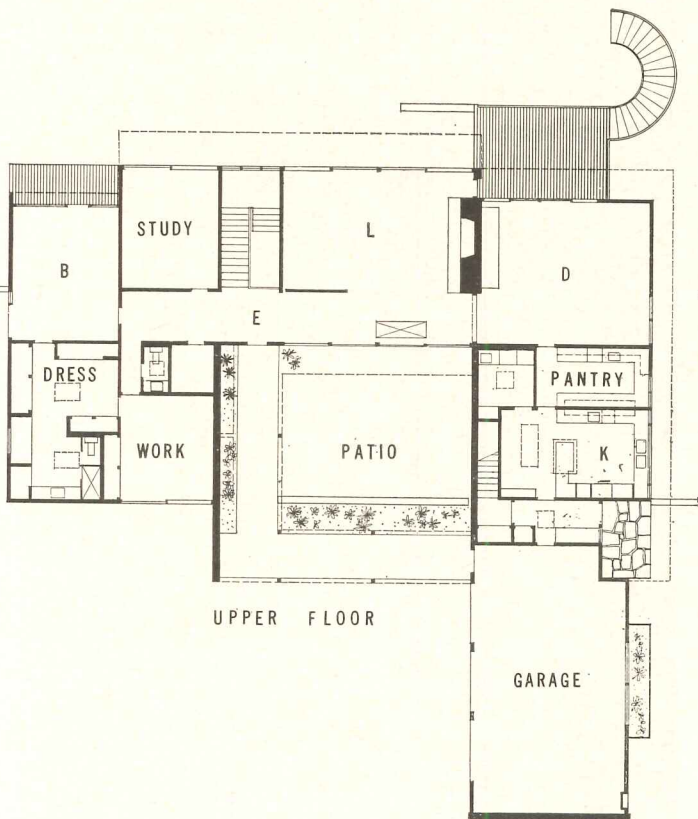 STUDY
L
B
D
E
DRESS
PANTRY
WORK
PATIO
K
UPPER FLOOR
GARAGE